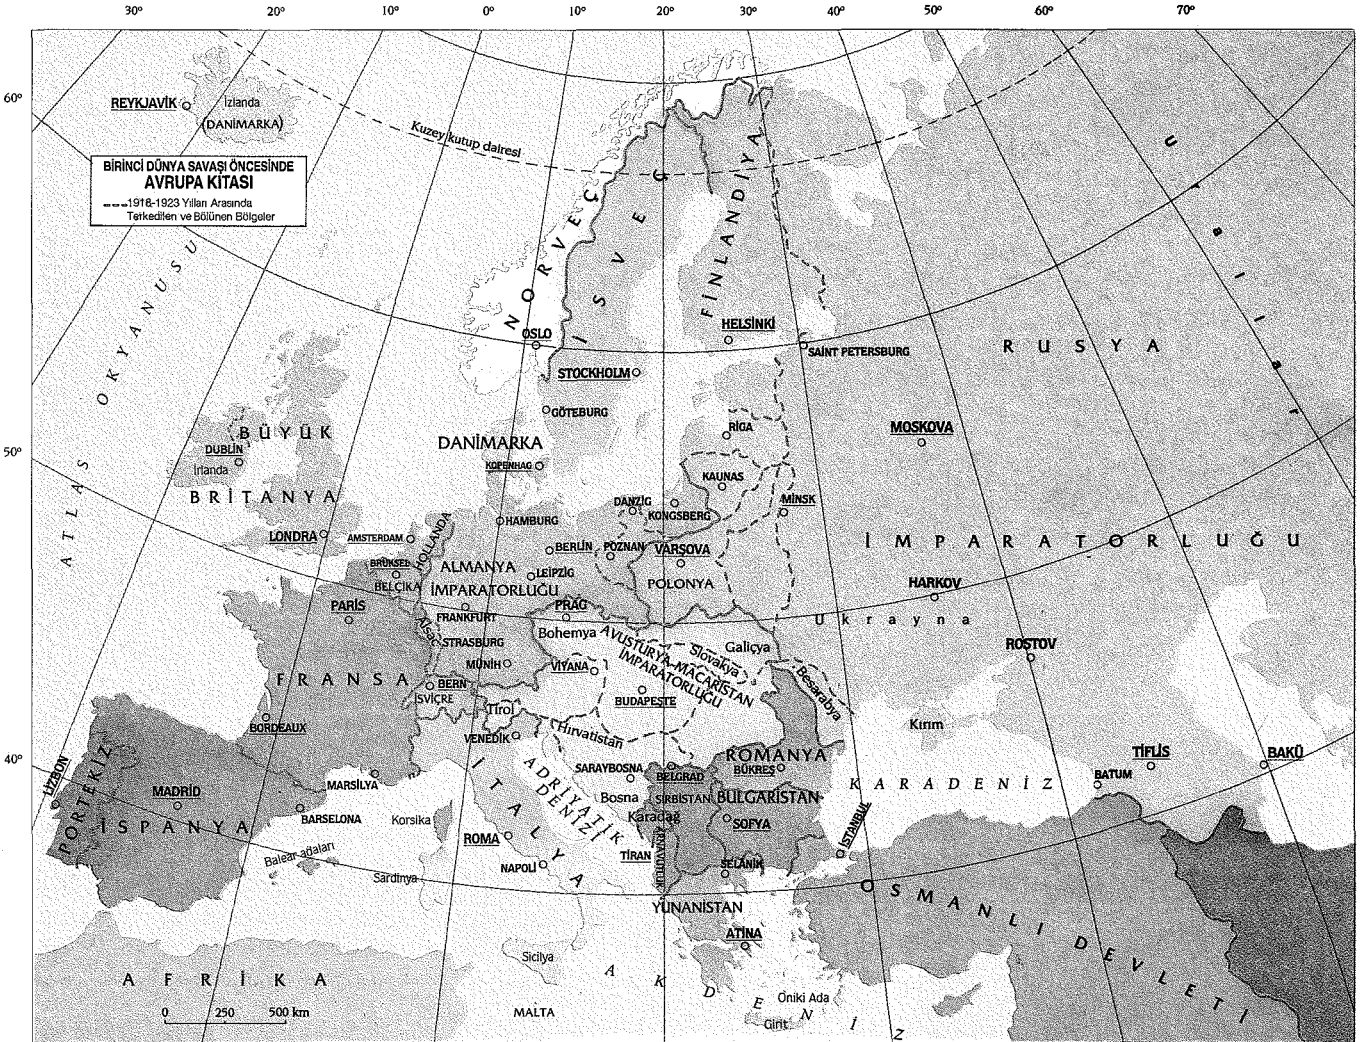 30° 20° 10° 0° 10° 20° 30° 40° 50° 60° 70°
60°
50°
40°
REYKJAVİK
İzlanda
(DANİMARKA)
Kuzey kutup dairesi
BİRİNCİ DÜNYA SAVAŞI ÖNCESİNDE
AVRUPA KITASI
1918-1923 Yılları Arasında
Terkedilen ve Bölünen Bölgeler
ATLAS OKYANUSU
NORVEÇ
İSVEÇ
FİNLANDİYA
Urallar
OSLO
HELSİNKİ
SAINT PETERSBURG
RUSYA
STOCKHOLM
GÖTEBURG
RİGA
MOSKOVA
BÜYÜK
DUBLİN
İrlanda
BRİTANYA
LONDRA
DANİMARKA
KOPENHAG
KAUNAS
MİNSK
DANZİG
KONGSBERG
HAMBURG
AMSTERDAM
HOLLANDA
İMPARATORLUĞU
BRÜKSEL
BELÇİKA
ALMANYA
İMPARATORLUĞU
BERLİN
LEIPZIG
POZNAN
VARŞOVA
POLONYA
HARKOV
PARİS
FRANKFURT
PRAG
Bohemya
Ukrayna
Alsac
STRASBURG
MÜNİH
AVUSTURYA-MACARİSTAN
İMPARATORLUĞU
Slovakya
Galiçya
ROSTOV
VİYANA
BUDAPEŞTE
Besarabya
FRANSA
BERN
İSVİÇRE
Tirol
BORDEAUX
VENEDİK
Hırvatistan
Kırım
ROMANYA
BÜKREŞ
TİFLİS
BAKÜ
BATUM
KARADENİZ
LİZBON
PORTEKİZ
MADRİD
İSPANYA
MARSİLYA
BARSELONA
Balear adaları
Korsika
Sardinya
İTALYA
ADRİYATİK
DENİZİ
SARAYBOSNA
Bosna
BELGRAD
SIRBİSTAN
BULGARİSTAN
Karadağ
SOFYA
İSTANBUL
ROMA
NAPOLİ
TİRAN
ARNAVUTLUK
SELÂNİK
OSMANLI DEVLETİ
YUNANİSTAN
ATİNA
AFRİKA
Sicilya
MALTA
AKDENİZ
Oniki Ada
Girit
0 250 500 km